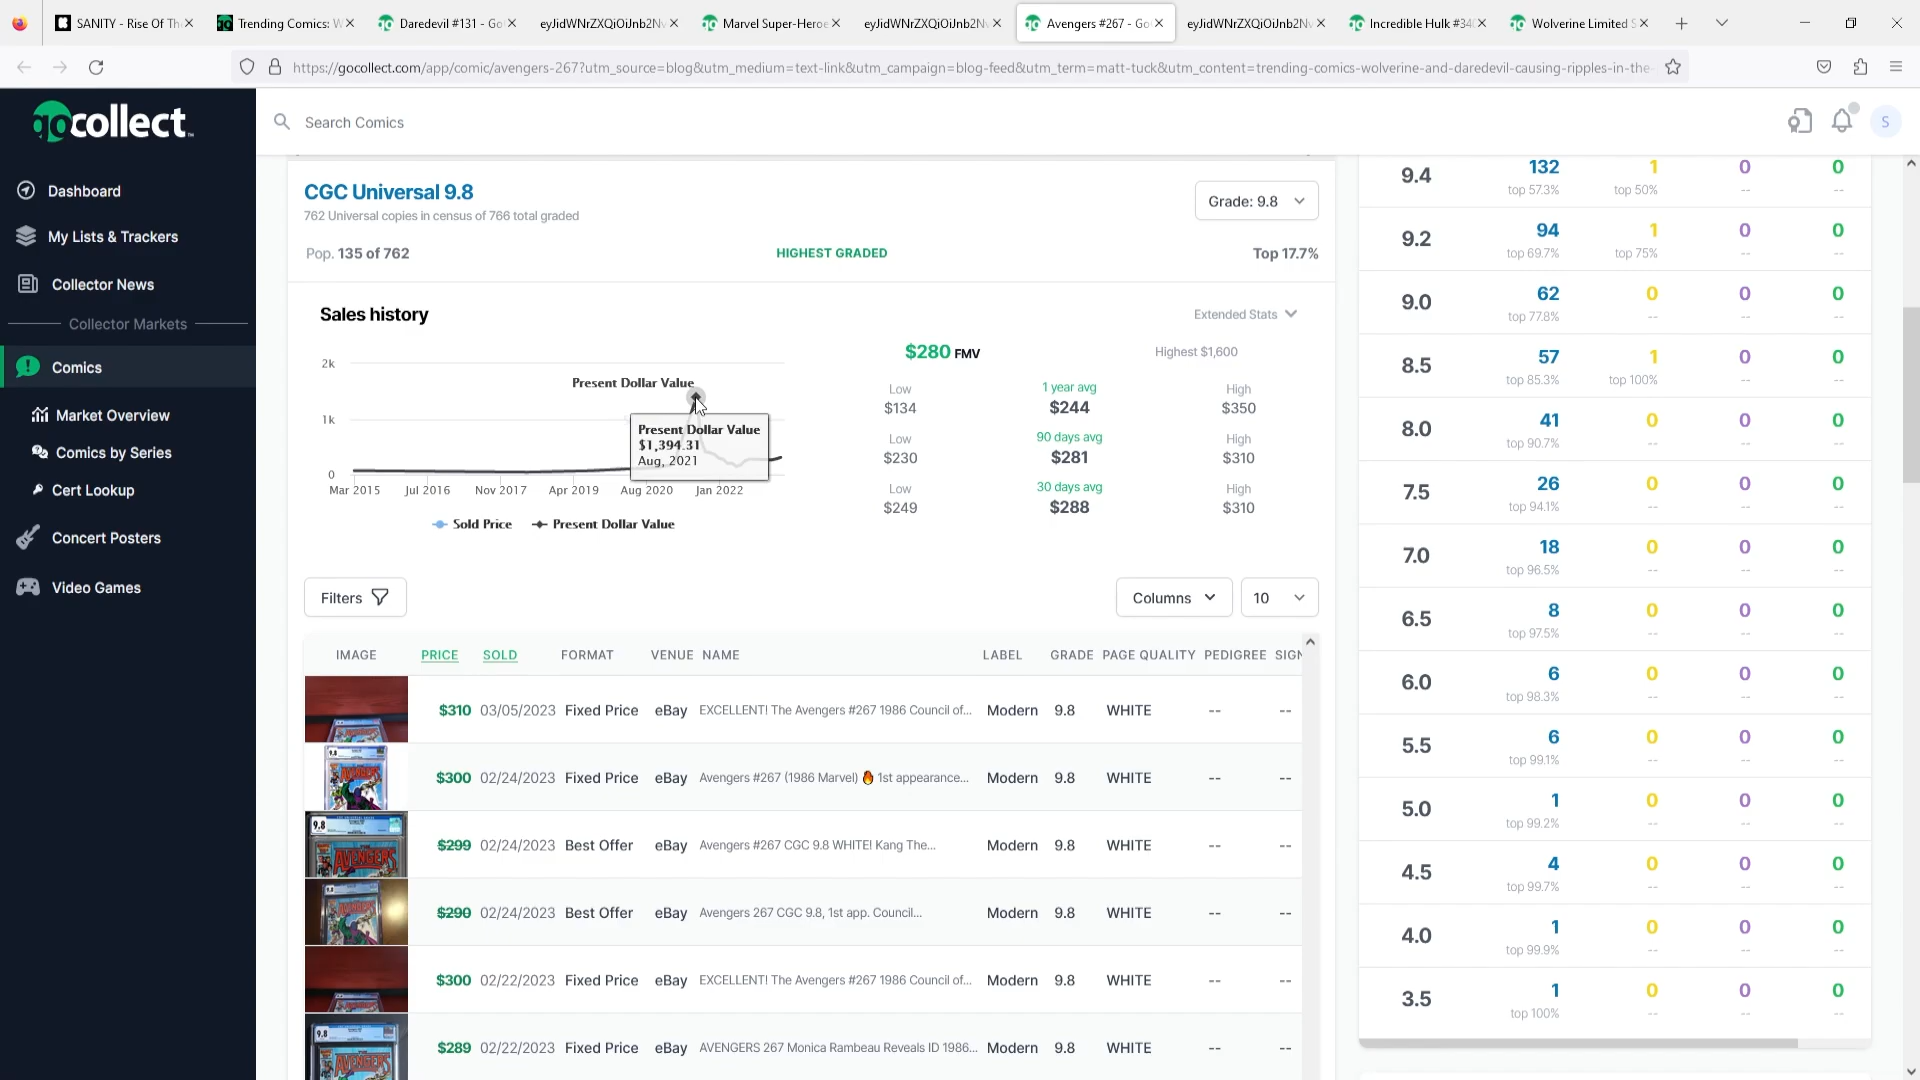 SANITY - Rise Of Th
Trending Comics: W
Daredevil #131 - Go
eyJidWNrZXQiOiJnb2Nv
Marvel Super-Heroe
eyJidWNrZXQiOiJnb2Nv
Avengers #267 - Go
eyJidWNrZXQiOiJnb2Nv
Incredible Hulk #340
Wolverine Limited S
https://gocollect.com/app/comic/avengers-267?utm_source=blog&utm_medium=text-link&utm_campaign=blog-feed&utm_term=matt-tuck&utm_content=trending-comics-wolverine-and-daredevil-causing-ripples-in-the-
gocollect™
Search Comics
S
Dashboard
My Lists & Trackers
Collector News
Collector Markets
Comics
Market Overview
Comics by Series
Cert Lookup
Concert Posters
Video Games
CGC Universal 9.8
762 Universal copies in census of 766 total graded
Grade: 9.8
Pop. 135 of 762
HIGHEST GRADED
Top 17.7%
Sales history
Extended Stats
2k
1k
0
Present Dollar Value
Present Dollar Value
$1,394.31
Aug, 2021
Mar 2015 Jul 2016 Nov 2017 Apr 2019 Aug 2020 Jan 2022
Sold Price Present Dollar Value
$280 FMV
Highest $1,600
Low 1 year avg High
$134 $244 $350
Low 90 days avg High
$230 $281 $310
Low 30 days avg High
$249 $288 $310
Filters
Columns
10
IMAGE PRICE SOLD FORMAT VENUE NAME LABEL GRADE PAGE QUALITY PEDIGREE SIGN
$310 03/05/2023 Fixed Price eBay EXCELLENT! The Avengers #267 1986 Council of... Modern 9.8 WHITE -- --
$300 02/24/2023 Fixed Price eBay Avengers #267 (1986 Marvel) 🔥 1st appearance... Modern 9.8 WHITE -- --
$299 02/24/2023 Best Offer eBay Avengers #267 CGC 9.8 WHITE! Kang The... Modern 9.8 WHITE -- --
$290 02/24/2023 Best Offer eBay Avengers 267 CGC 9.8, 1st app. Council... Modern 9.8 WHITE -- --
$300 02/22/2023 Fixed Price eBay EXCELLENT! The Avengers #267 1986 Council of... Modern 9.8 WHITE -- --
$289 02/22/2023 Fixed Price eBay AVENGERS 267 Monica Rambeau Reveals ID 1986... Modern 9.8 WHITE -- --
9.4 132 1 0 0
top 57.3% top 50% -- --
9.2 94 1 0 0
top 69.7% top 75% -- --
9.0 62 0 0 0
top 77.8% -- -- --
8.5 57 1 0 0
top 85.3% top 100% -- --
8.0 41 0 0 0
top 90.7% -- -- --
7.5 26 0 0 0
top 94.1% -- -- --
7.0 18 0 0 0
top 96.5% -- -- --
6.5 8 0 0 0
top 97.5% -- -- --
6.0 6 0 0 0
top 98.3% -- -- --
5.5 6 0 0 0
top 99.1% -- -- --
5.0 1 0 0 0
top 99.2% -- -- --
4.5 4 0 0 0
top 99.7% -- -- --
4.0 1 0 0 0
top 99.9% -- -- --
3.5 1 0 0 0
top 100% -- -- --